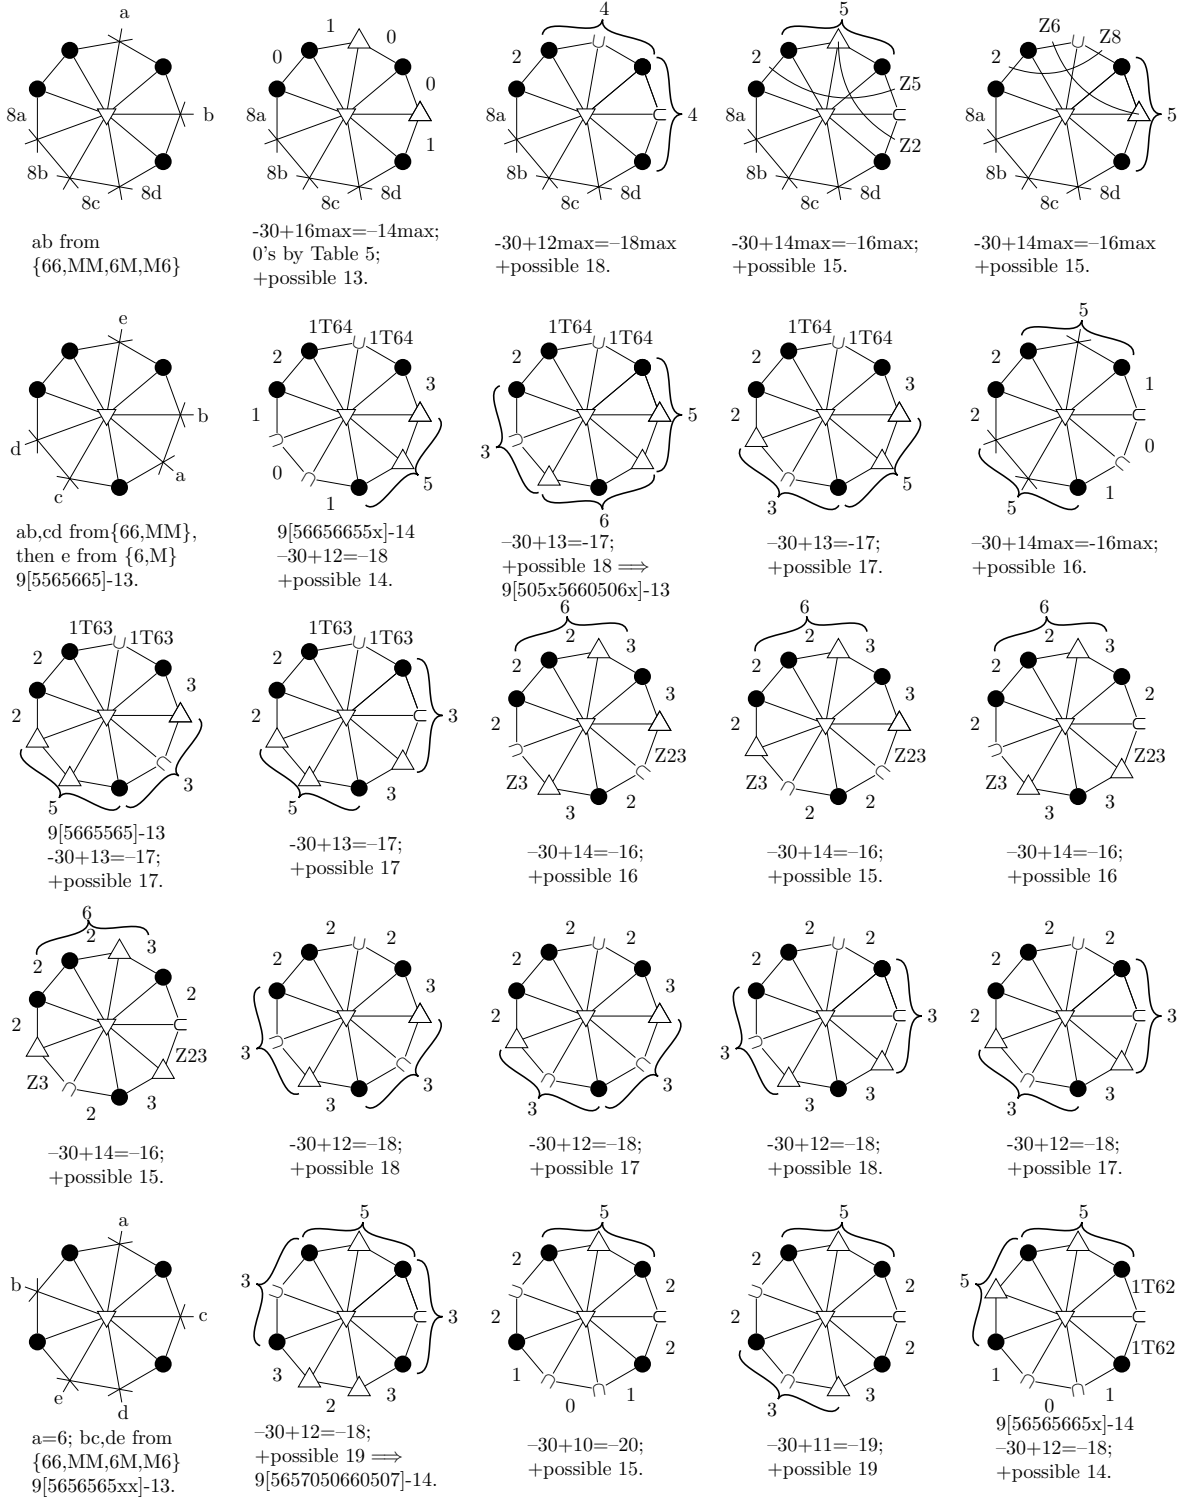 a
b
8a
8b
8c
8d
ab from
{66,MM,6M,M6}
1
0
0
0
1
8a
8b
8c
8d
-30+16max=–14max;
0's by Table 5;
+possible 13.
4
2
4
8a
8b
8c
8d
-30+12max=–18max
+possible 18.
5
2
Z5
Z2
8a
8b
8c
8d
-30+14max=–16max;
+possible 15.
Z6
Z8
2
5
8a
8b
8c
8d
-30+14max=–16max
+possible 15.
e
b
a
c
d
ab,cd from{66,MM},
then e from {6,M}
9[5565665]-13.
1T64
1T64
2
3
1
0
1
5
9[56656655x]-14
–30+12=–18
+possible 14.
1T64
1T64
2
5
3
6
–30+13=-17;
+possible 18 ⟹
9[505x5660506x]-13
1T64
1T64
2
3
2
3
5
–30+13=-17;
+possible 17.
5
2
1
2
0
5
1
–30+14max=-16max;
+possible 16.
1T63
1T63
2
3
2
5
3
9[5665565]-13
-30+13=–17;
+possible 17.
1T63
1T63
2
2
3
5
3
-30+13=–17;
+possible 17
6
2
3
2
2
3
Z3
Z23
3
2
–30+14=–16;
+possible 16
6
2
3
2
2
3
Z3
Z23
2
2
–30+14=–16;
+possible 15.
6
2
3
2
2
2
Z3
Z23
3
3
–30+14=–16;
+possible 16
6
2
3
2
2
2
Z3
Z23
2
3
–30+14=–16;
+possible 15.
2
2
2
3
3
3
3
-30+12=–18;
+possible 18
2
2
2
3
2
3
3
-30+12=–18;
+possible 17
2
2
2
3
3
3
3
-30+12=–18;
+possible 18.
2
2
2
2
3
3
3
-30+12=–18;
+possible 17.
a
b
c
e
d
a=6; bc,de from
{66,MM,6M,M6}
9[5656565xx]-13.
5
3
3
3
2
3
–30+12=–18;
+possible 19 ⟹
9[5657050660507]-14.
5
2
2
2
2
1
0
1
–30+10=–20;
+possible 15.
5
2
2
2
2
3
3
–30+11=–19;
+possible 19
5
5
1T62
1T62
1
0
1
9[56565665x]-14
–30+12=–18;
+possible 14.